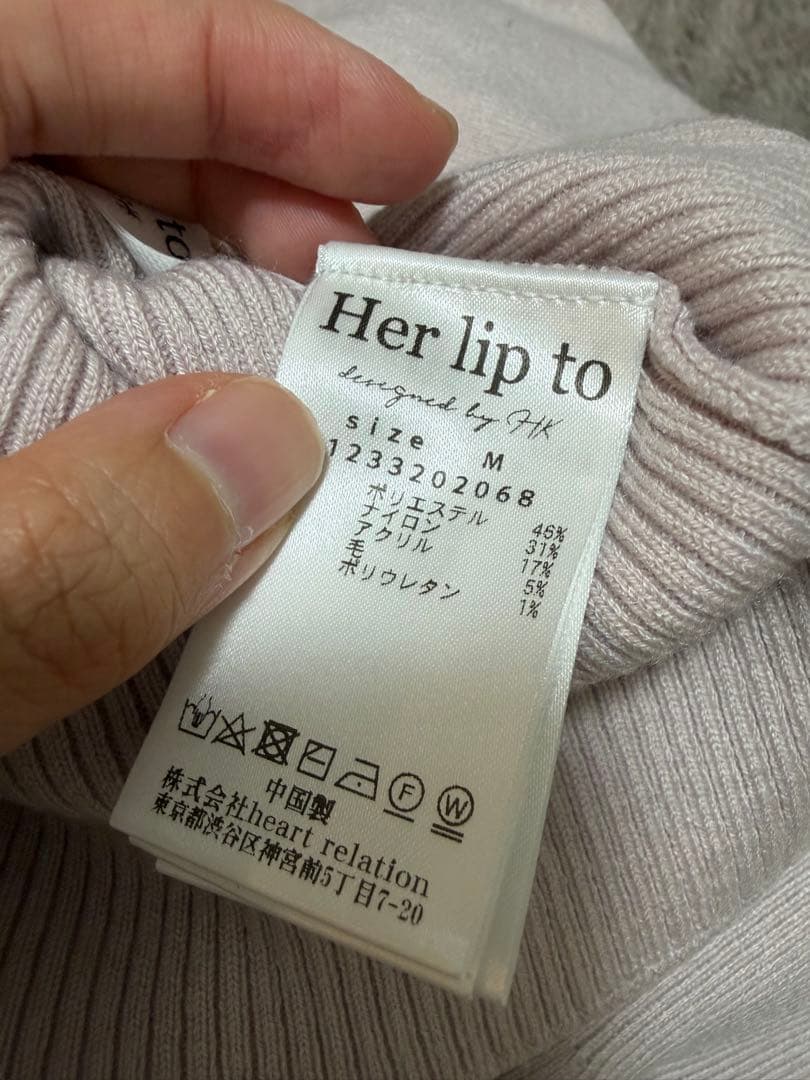 to
Her lip to
designed by HK
size M
1233202068
ポリエステル 46%
ナイロン 31%
アクリル 17%
毛 5%
ポリウレタン 1%
F W
中国製
株式会社heart relation
東京都渋谷区神宮前5丁目7-20